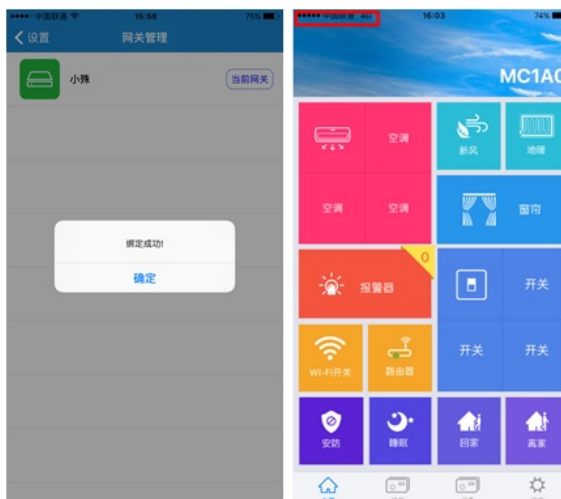 中国联通
15:58
75%
设置
网关管理
小殊
当前网关
绑定成功!
确定
中国联通 4G
16:03
74%
MC1AC
空调
新风
地暖
空调
空调
窗帘
0
报警器
开关
WI-FI开关
路由器
开关
开关
安防
睡眠
回家
离家